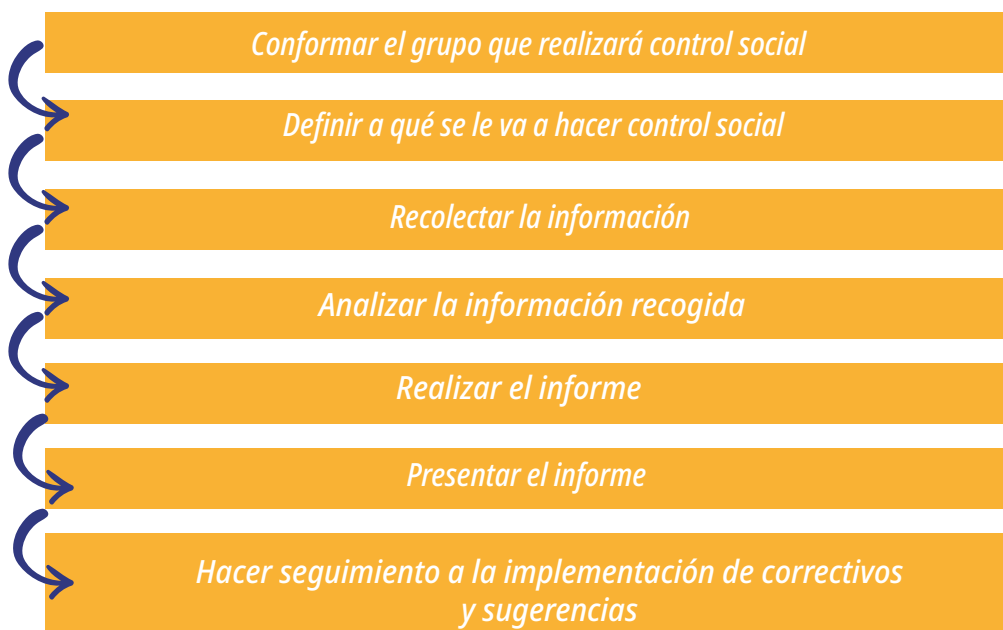 Conformar el grupo que realizará control social
Definir a qué se le va a hacer control social
Recolectar la información
Analizar la información recogida
Realizar el informe
Presentar el informe
Hacer seguimiento a la implementación de correctivos
y sugerencias